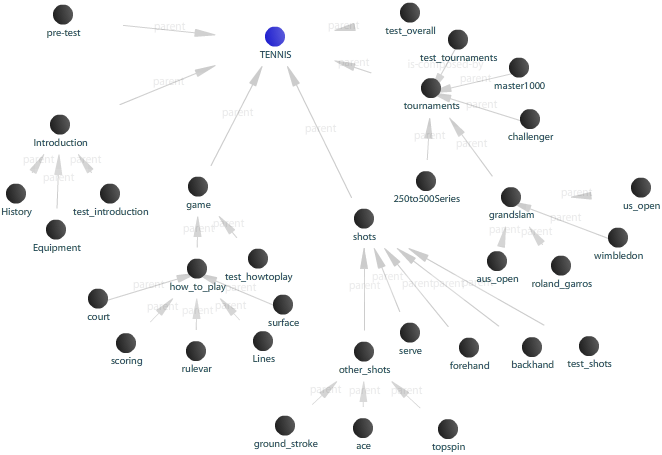 pre-test
parent
TENNIS
parent
test_overall
test_tournaments
is-composed-by
parent
parent
master1000
tournaments
parent
challenger
parent
parent
parent
Introduction
parent
parent
parent
parent
parent
History
test_introduction
Equipment
game
250to500Series
grandslam
parent
us_open
parent
shots
parent
parent
wimbledon
parent
parent
aus_open
roland_garros
how_to_play
test_howtoplay
parent
parent
parent
parent
parent
court
surface
parent
parent
parent
parent
scoring
rulevar
Lines
other_shots
serve
forehand
backhand
test_shots
parent
parent
parent
ground_stroke
ace
topspin